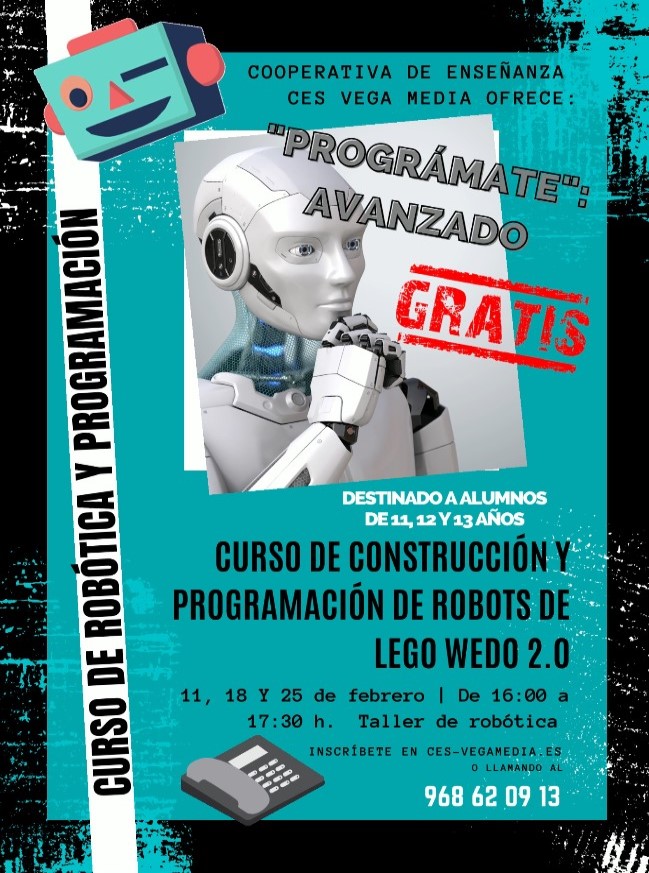 COOPERATIVA DE ENSEÑANZA
CES VEGA MEDIA OFRECE:
"PROGRÁMATE":
AVANZADO
GRATIS
CURSO DE ROBÓTICA Y PROGRAMACIÓN
DESTINADO A ALUMNOS
DE 11, 12 Y 13 AÑOS
CURSO DE CONSTRUCCIÓN Y
PROGRAMACIÓN DE ROBOTS DE
LEGO WEDO 2.0
11, 18 Y 25 de febrero | De 16:00 a
17:30 h. Taller de robótica
INSCRÍBETE EN CES-VEGAMEDIA.ES
O LLAMANDO AL
968 62 09 13